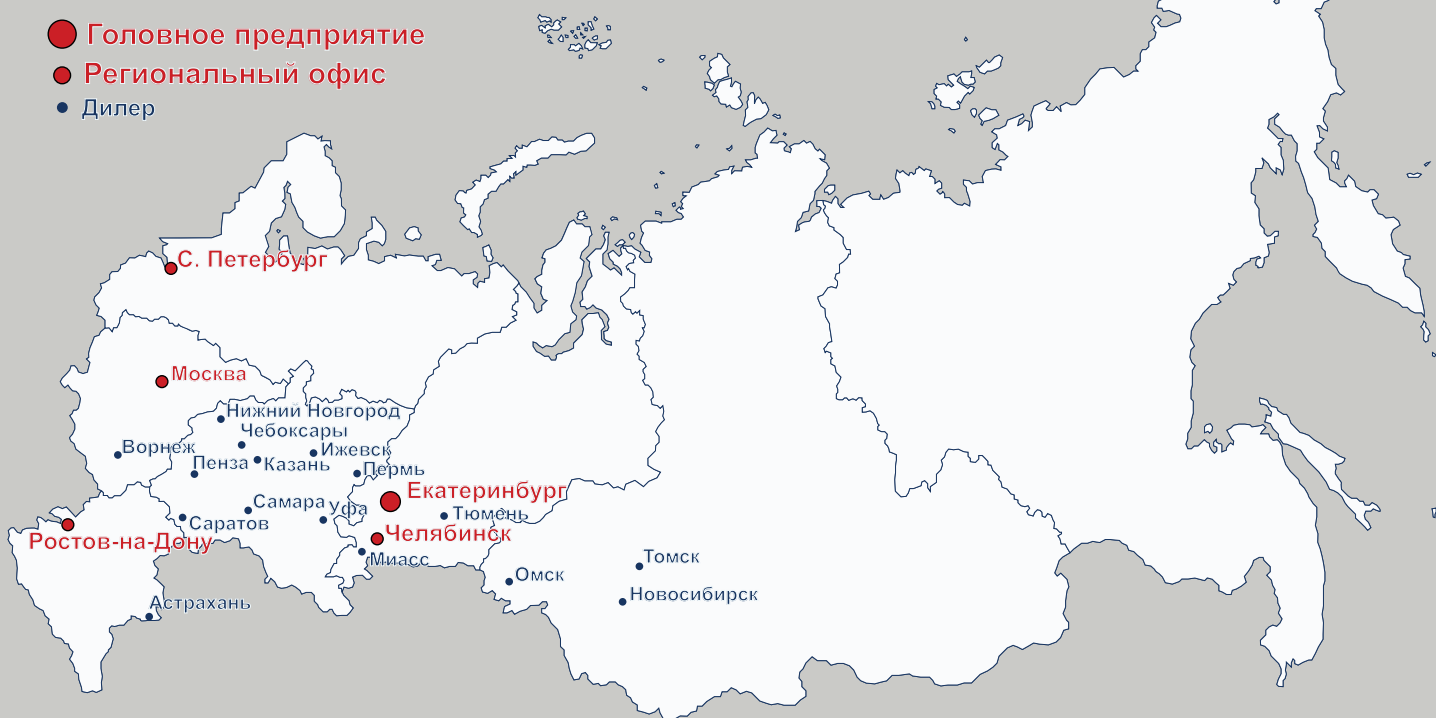 Головное предприятие
Региональный офис
Дилер
С. Петербург
Москва
Нижний Новгород
Чебоксары
Ворнеж
Ижевск
Пенза
Казань
Пермь
Екатеринбург
Самара
Уфа
Тюмень
Саратов
Челябинск
Ростов-на-Дону
Миасс
Томск
Омск
Новосибирск
Астрахань